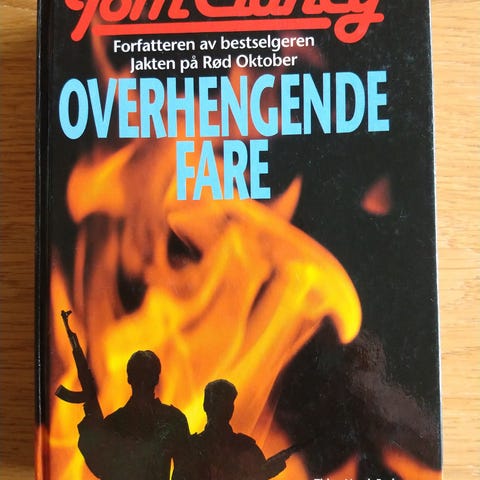 Tom Clancy
Forfatteren av bestselgeren
Jakten på Rød Oktober
OVERHENGENDE
FARE